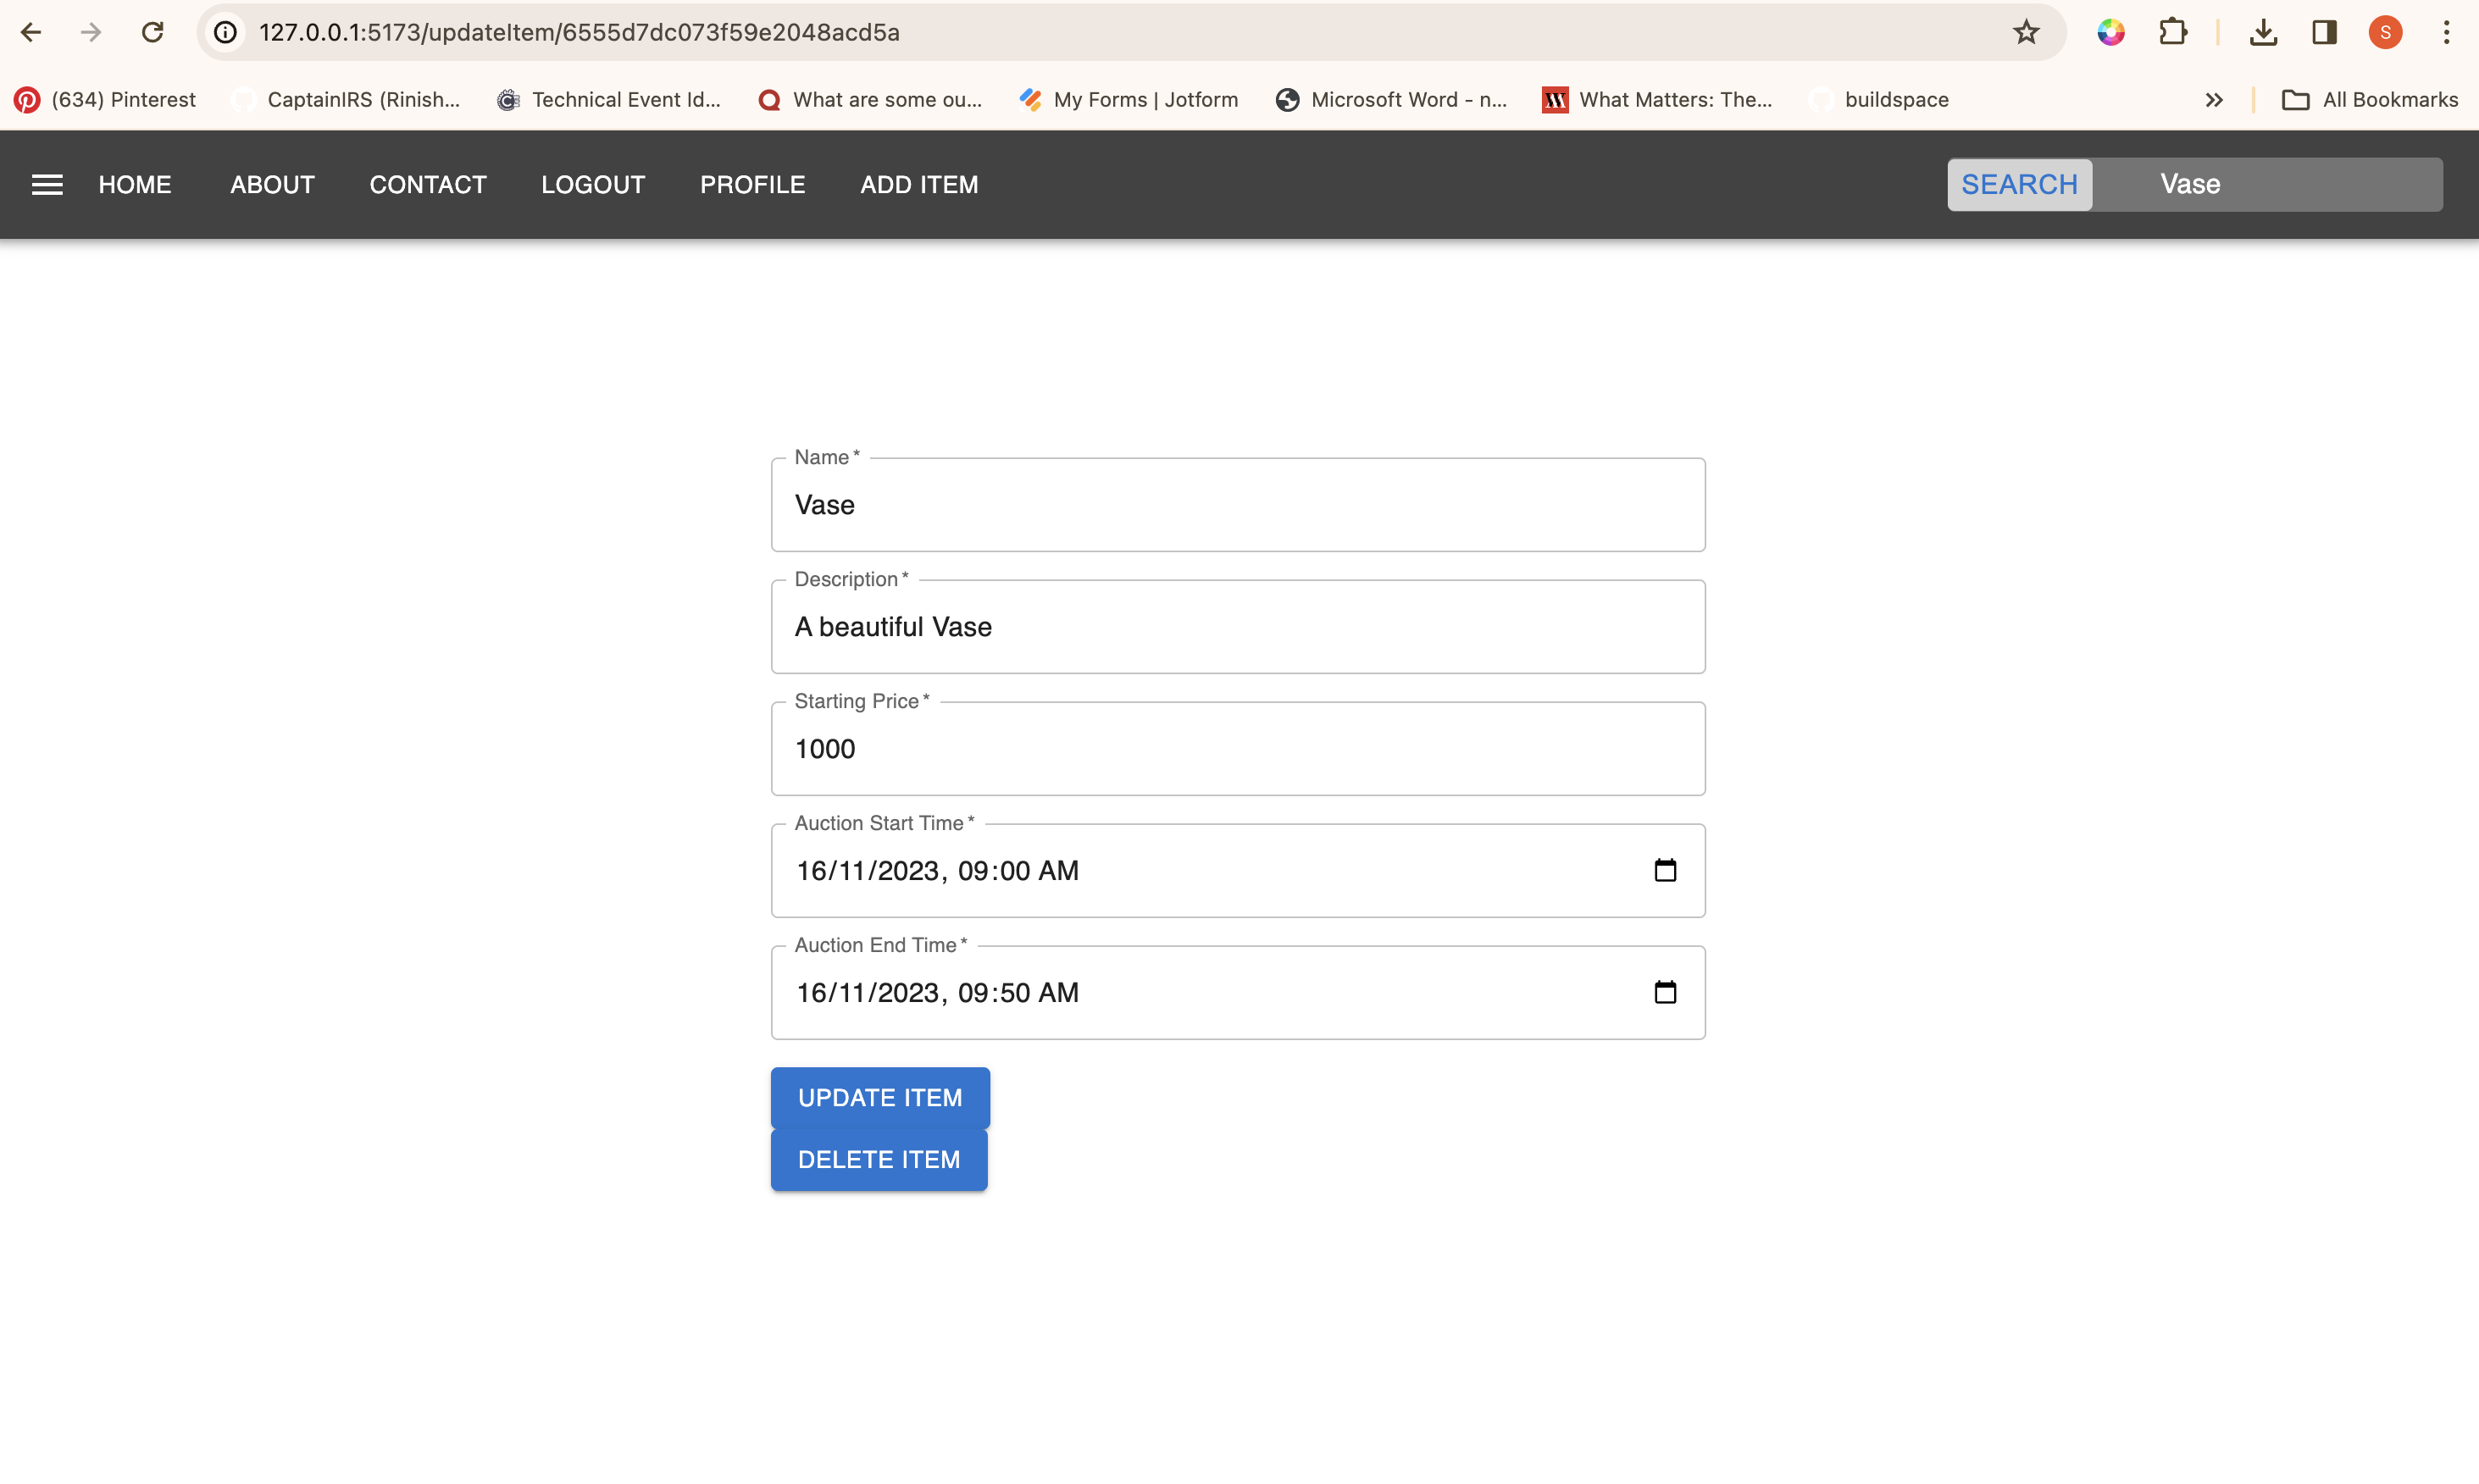 127.0.0.1:5173/updateItem/6555d7dc073f59e2048acd5a
S
(634) Pinterest CaptainIRS (Rinish... Technical Event Id... What are some ou... My Forms | Jotform Microsoft Word - n... What Matters: The... buildspace All Bookmarks
HOME ABOUT CONTACT LOGOUT PROFILE ADD ITEM SEARCH Vase
Name *
Vase
Description *
A beautiful Vase
Starting Price *
1000
Auction Start Time *
16/11/2023, 09:00 AM
Auction End Time *
16/11/2023, 09:50 AM
UPDATE ITEM
DELETE ITEM